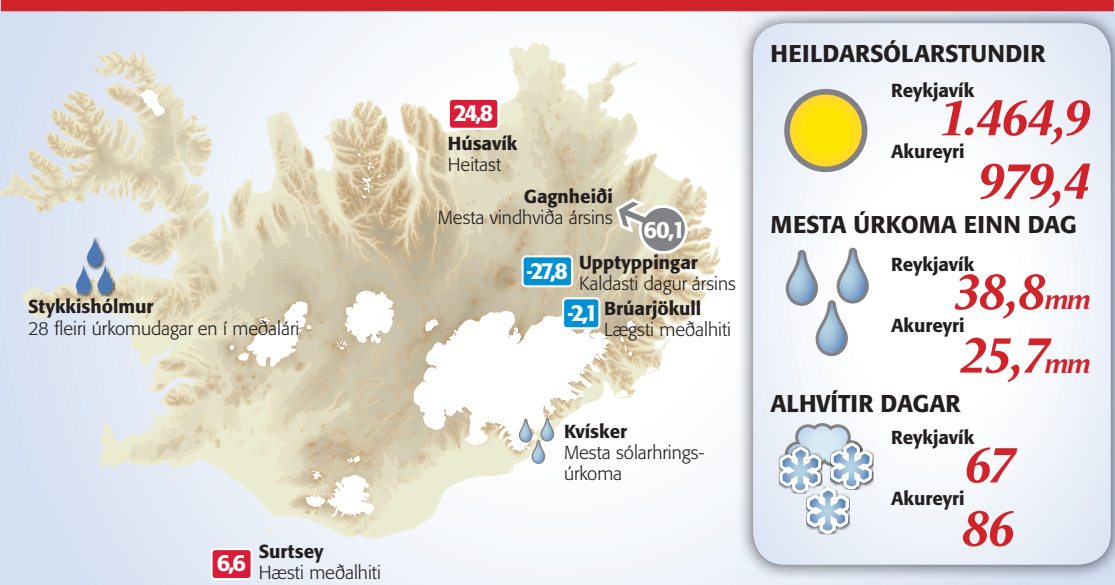 24,8
Húsavík
Heitast
Gagnheiði
Mesta vindhviða ársins
60,1
-27,8
Upptyppingar
Kaldasti dagur ársins
-2,1
Brúarjökull
Lægsti meðalhiti
Stykkishólmur
28 fleiri úrkomudagar en í meðalári
Kvísker
Mesta sólarhrings-
úrkoma
6,6
Surtsey
Hæsti meðalhiti
HEILDARSÓLARSTUNDIR
Reykjavík
1.464,9
Akureyri
979,4
MESTA ÚRKOMA EINN DAG
Reykjavík
38,8mm
Akureyri
25,7mm
ALHVÍTIR DAGAR
Reykjavík
67
Akureyri
86